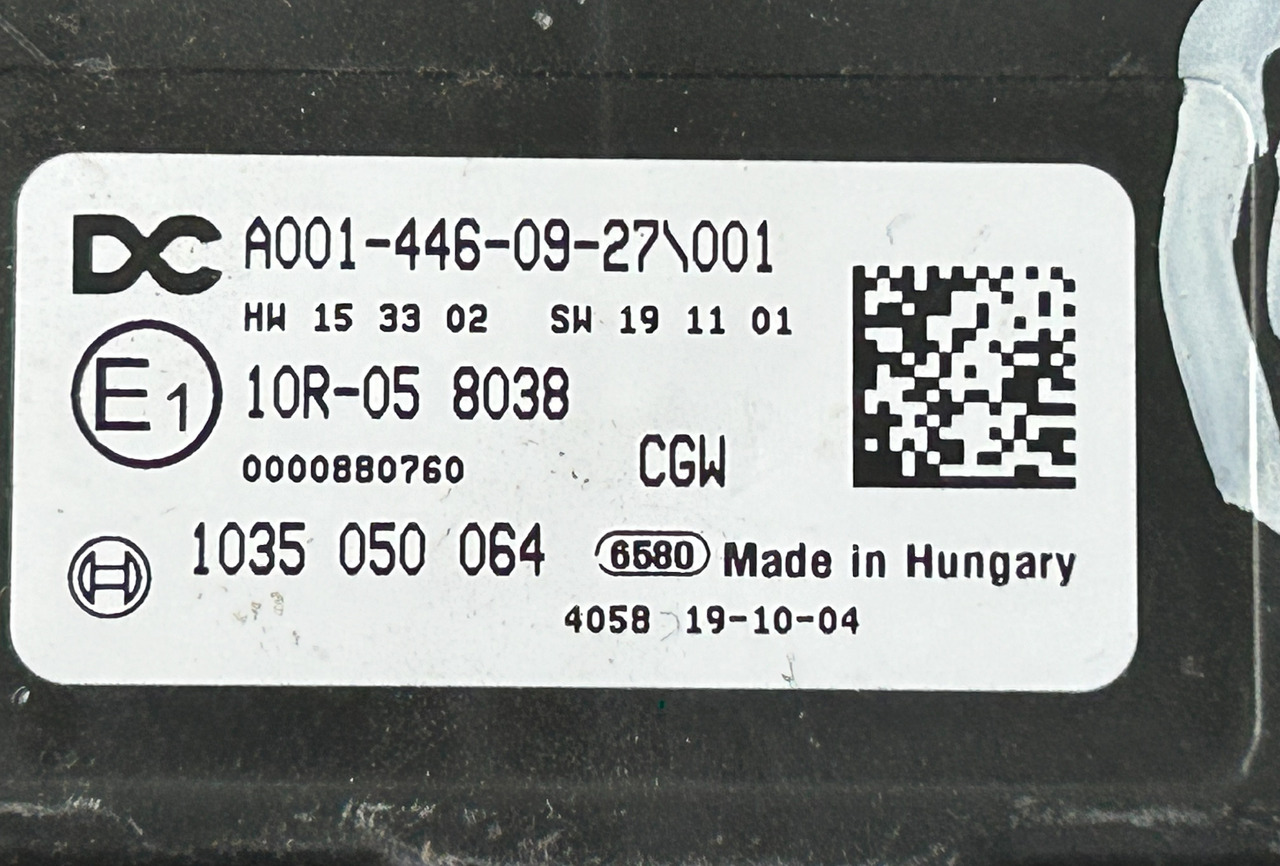 DC A001-446-09-27\001
HW 15 33 02 SW 19 11 01
E1 10R-05 8038
0000880760 CGW
1035 050 064 6580 Made in Hungary
4058 19-10-04